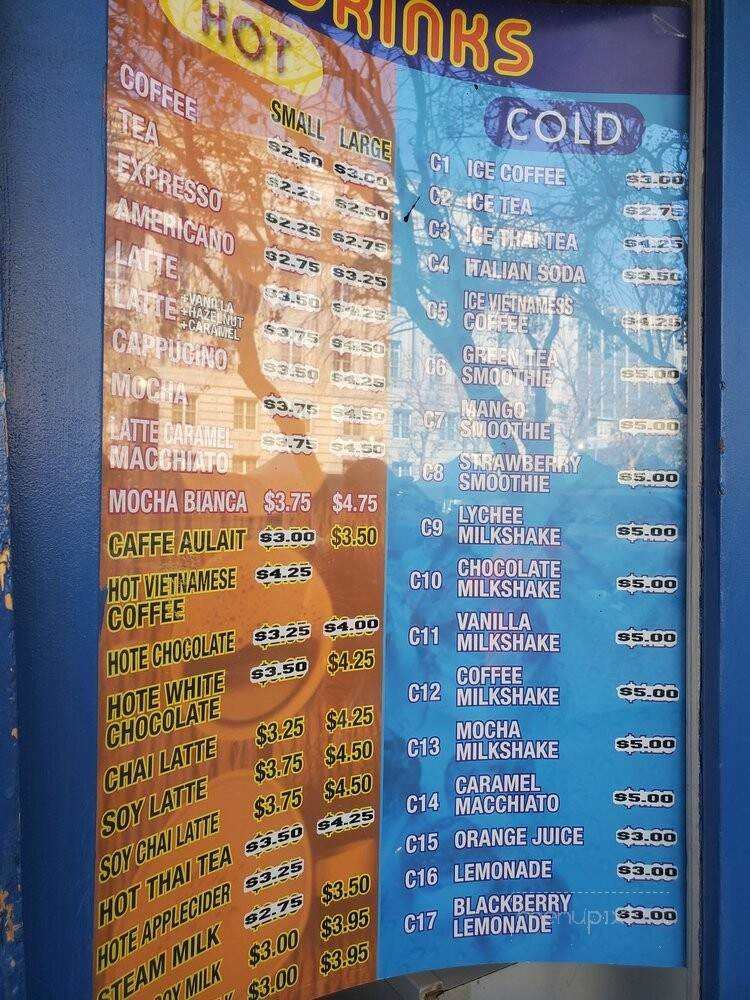 DRINKS
HOT
SMALL LARGE
COFFEE $2.50 $3.00
TEA $2.25 $2.50
EXPRESSO $2.25 $2.75
AMERICANO $2.75 $3.25
LATTE $3.50 $4.25
LATTE +VANILLA +HAZELNUT +CARAMEL $3.75 $4.50
CAPPUCINO $3.50 $4.25
MOCHA $3.75 $4.50
LATTE CARAMEL
MACCHIATO $3.75 $4.50
MOCHA BIANCA $3.75 $4.75
CAFFE AULAIT $3.00 $3.50
HOT VIETNAMESE
COFFEE $4.25
HOTE CHOCOLATE $3.25 $4.00
HOTE WHITE
CHOCOLATE $3.50 $4.25
CHAI LATTE $3.25 $4.25
SOY LATTE $3.75 $4.50
SOY CHAI LATTE $3.75 $4.50
HOT THAI TEA $3.50 $4.25
HOTE APPLECIDER $3.25
STEAM MILK $2.75 $3.50
SOY MILK $3.00 $3.95
$3.00 $3.95
COLD
C1 ICE COFFEE $3.00
C2 ICE TEA $2.75
C3 ICE THAI TEA $4.25
C4 ITALIAN SODA $3.50
C5 ICE VIETNAMESS
COFFEE $4.25
C6 GREEN TEA
SMOOTHIE $5.00
C7 MANGO
SMOOTHIE $5.00
C8 STRAWBERRY
SMOOTHIE $5.00
C9 LYCHEE
MILKSHAKE $5.00
C10 CHOCOLATE
MILKSHAKE $5.00
C11 VANILLA
MILKSHAKE $5.00
C12 COFFEE
MILKSHAKE $5.00
C13 MOCHA
MILKSHAKE $5.00
C14 CARAMEL
MACCHIATO $5.00
C15 ORANGE JUICE $3.00
C16 LEMONADE $3.00
C17 BLACKBERRY
LEMONADE $3.00
menupix